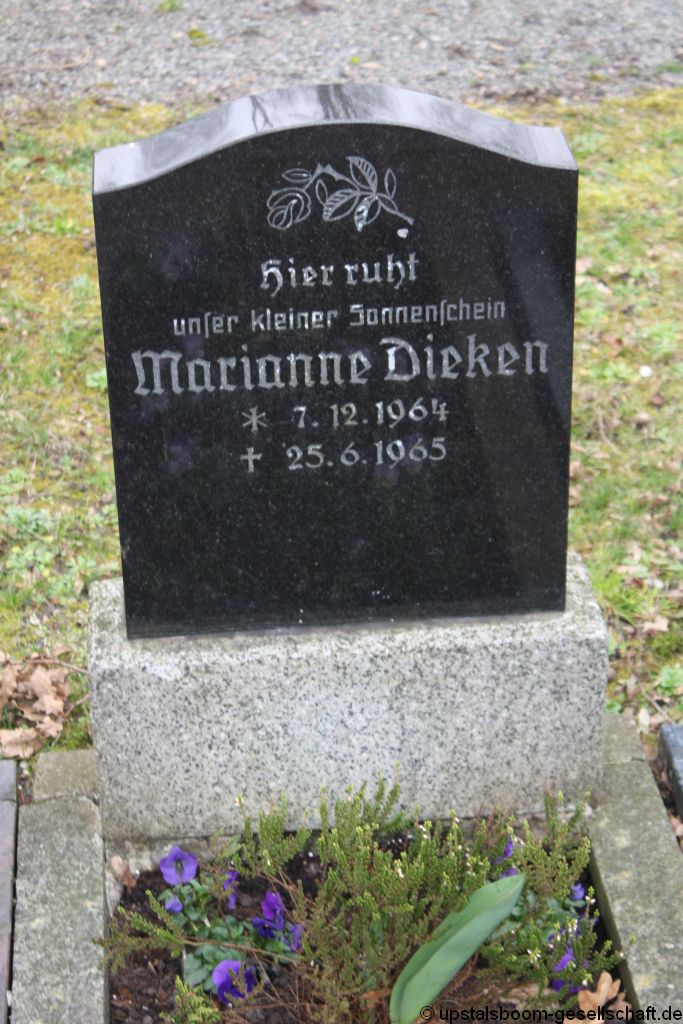 Hier ruht
unſer kleiner Sonnenſchein
Marianne Dieken
* 7.12.1964
✝ 25.6.1965
© upstalsboom-gesellschaft.de